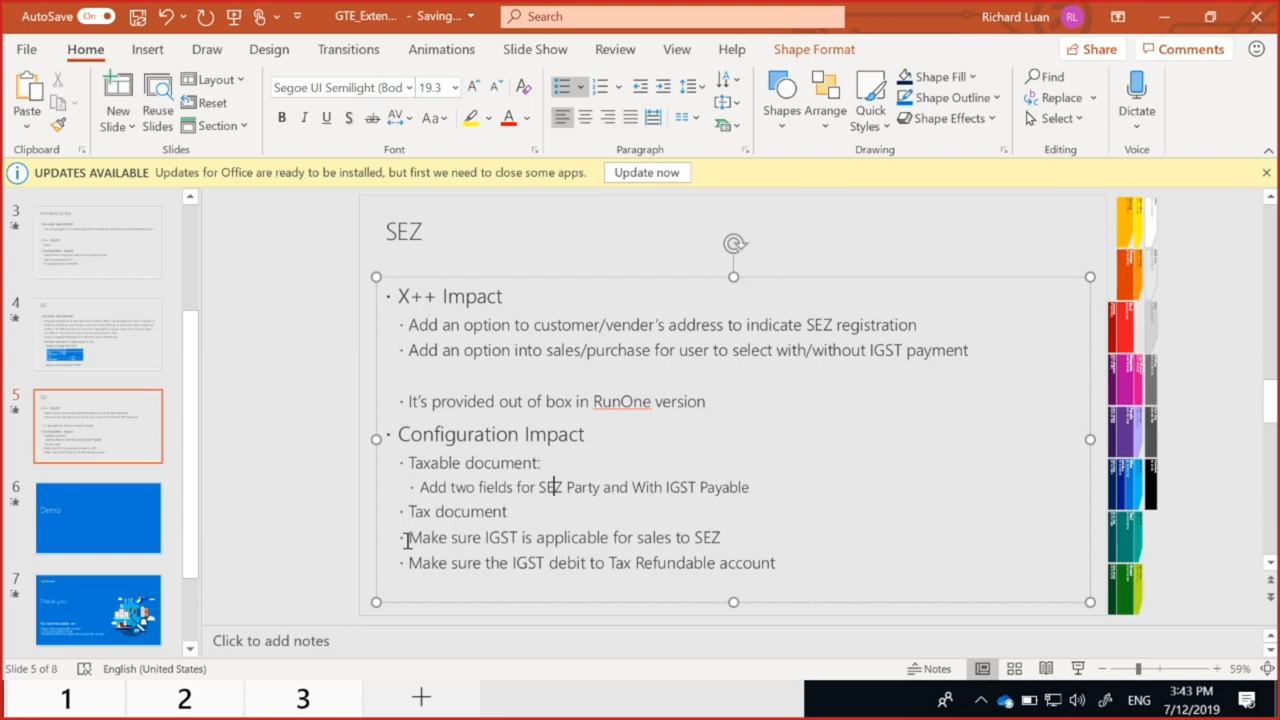 AutoSave On GTE_Exten... - Saving... Search Richard Luan RL
File Home Insert Draw Design Transitions Animations Slide Show Review View Help Shape Format Share Comments
Paste New Slide Reuse Slides Layout Reset Section
Segoe UI Semilight (Bod 19.3
Shapes Arrange Quick Styles Shape Fill Shape Outline Shape Effects
Find Replace Select Dictate
Clipboard Slides Font Paragraph Drawing Editing Voice
UPDATES AVAILABLE Updates for Office are ready to be installed, but first we need to close some apps. Update now
3
4
5
6
Demo
7
Thank you
SEZ
· X++ Impact
· Add an option to customer/vender's address to indicate SEZ registration
· Add an option into sales/purchase for user to select with/without IGST payment
· It's provided out of box in RunOne version
· Configuration Impact
· Taxable document:
· Add two fields for SEZ Party and With IGST Payable
· Tax document
· Make sure IGST is applicable for sales to SEZ
· Make sure the IGST debit to Tax Refundable account
Click to add notes
Slide 5 of 8 English (United States) Notes 59%
1 2 3
ENG 3:43 PM
7/12/2019